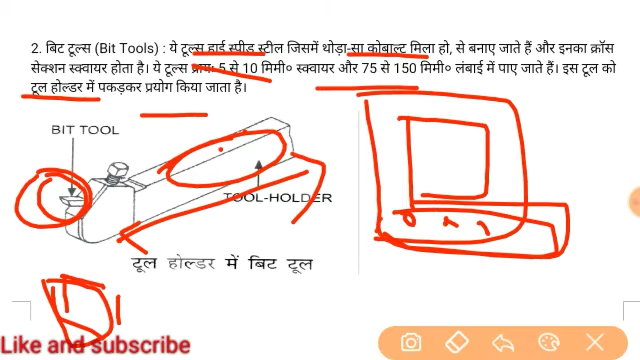 2. बिट टूल्स (Bit Tools) : ये टूल्स हाई स्पीड स्टील जिसमें थोड़ा-सा कोबाल्ट मिला हो, से बनाए जाते हैं और इनका क्रॉस
सेक्शन स्क्वायर होता है। ये टूल्स प्रायः 5 से 10 मिमी० स्क्वायर और 75 से 150 मिमी० लंबाई में पाए जाते हैं। इस टूल को
टूल होल्डर में पकड़कर प्रयोग किया जाता है।
BIT TOOL
TOOL-HOLDER
टूल होल्डर में बिट टूल
Like and subscribe